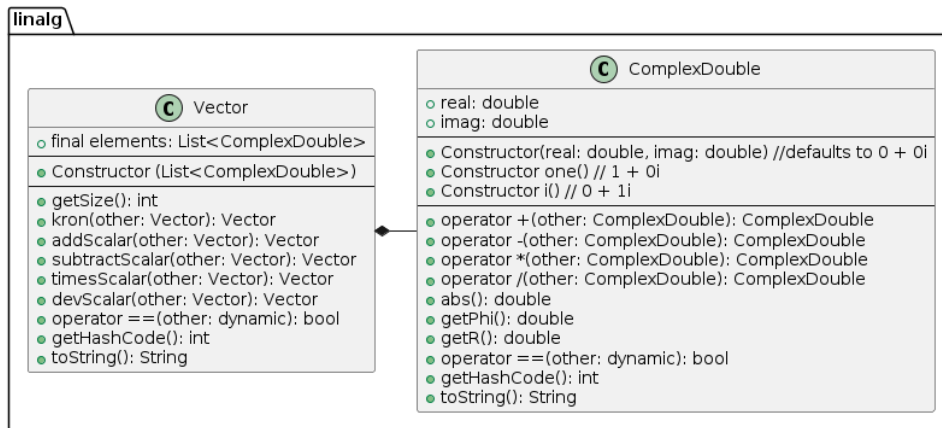 linalg
C Vector
final elements: List<ComplexDouble>
Constructor (List<ComplexDouble>)
getSize(): int
kron(other: Vector): Vector
addScalar(other: Vector): Vector
subtractScalar(other: Vector): Vector
timesScalar(other: Vector): Vector
devScalar(other: Vector): Vector
operator ==(other: dynamic): bool
getHashCode(): int
toString(): String
C ComplexDouble
real: double
imag: double
Constructor(real: double, imag: double) //defaults to 0 + 0i
Constructor one() // 1 + 0i
Constructor i() // 0 + 1i
operator +(other: ComplexDouble): ComplexDouble
operator -(other: ComplexDouble): ComplexDouble
operator *(other: ComplexDouble): ComplexDouble
operator /(other: ComplexDouble): ComplexDouble
abs(): double
getPhi(): double
getR(): double
operator ==(other: dynamic): bool
getHashCode(): int
toString(): String